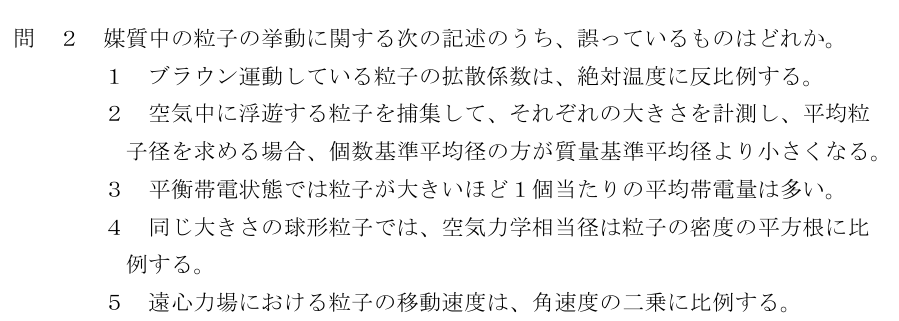 問　２　媒質中の粒子の挙動に関する次の記述のうち、誤っているものはどれか。
１　ブラウン運動している粒子の拡散係数は、絶対温度に反比例する。
２　空気中に浮遊する粒子を捕集して、それぞれの大きさを計測し、平均粒
子径を求める場合、個数基準平均径の方が質量基準平均径より小さくなる。
３　平衡帯電状態では粒子が大きいほど１個当たりの平均帯電量は多い。
４　同じ大きさの球形粒子では、空気力学相当径は粒子の密度の平方根に比
例する。
５　遠心力場における粒子の移動速度は、角速度の二乗に比例する。